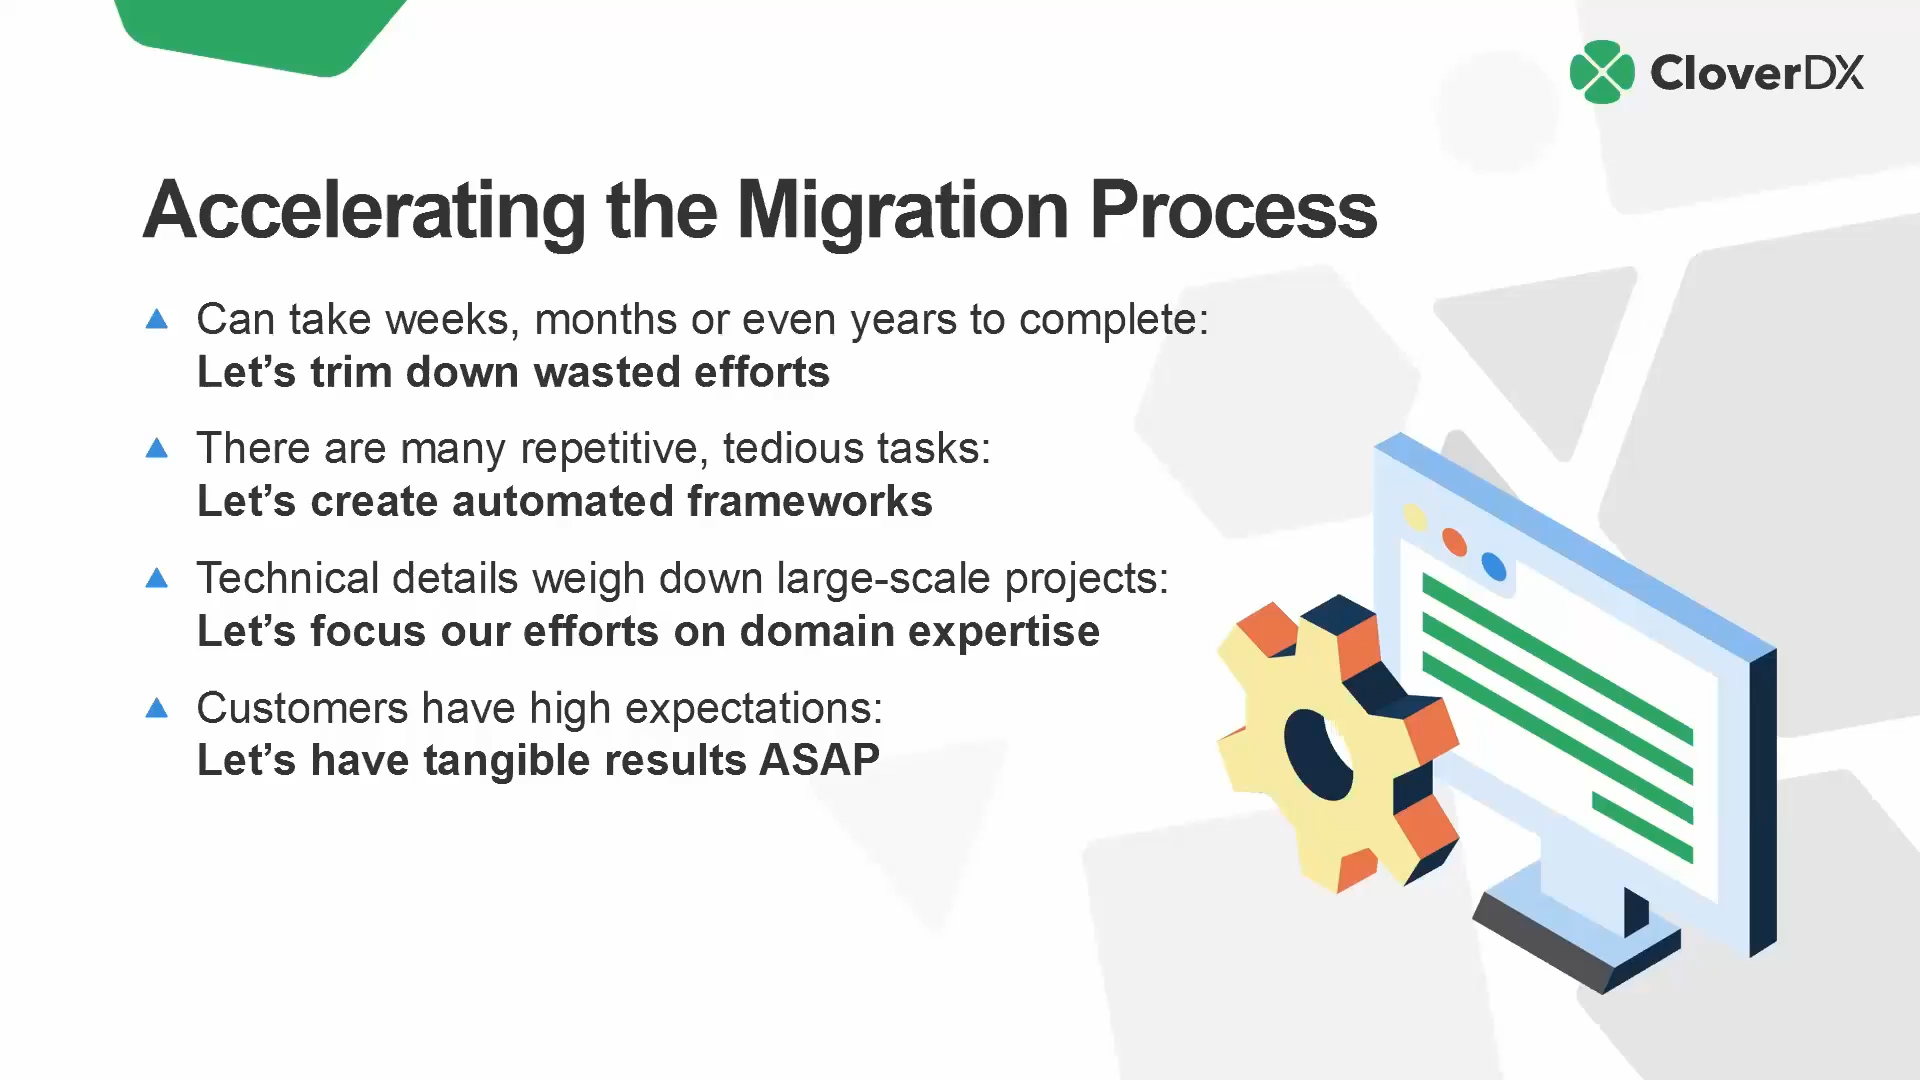 CloverDX
Accelerating the Migration Process
Can take weeks, months or even years to complete:
Let’s trim down wasted efforts
There are many repetitive, tedious tasks:
Let’s create automated frameworks
Technical details weigh down large-scale projects:
Let’s focus our efforts on domain expertise
Customers have high expectations:
Let’s have tangible results ASAP